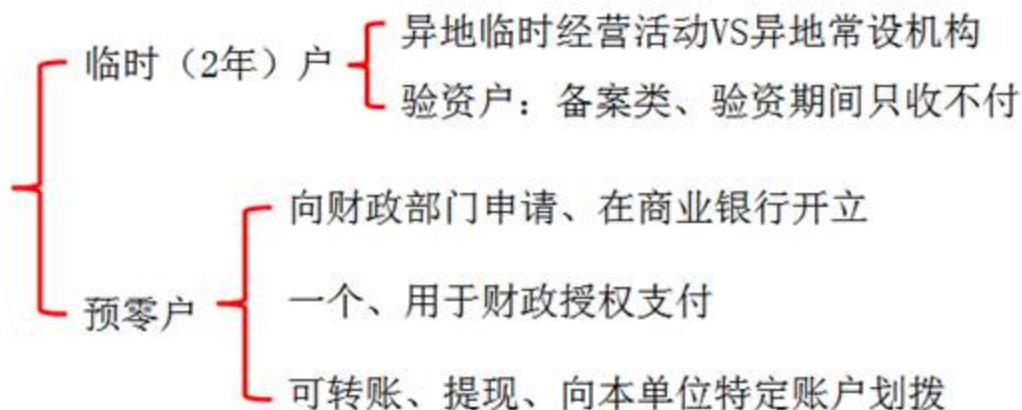 临时（2年）户
异地临时经营活动VS异地常设机构
验资户：备案类、验资期间只收不付
预零户
向财政部门申请、在商业银行开立
一个、用于财政授权支付
可转账、提现、向本单位特定账户划拨